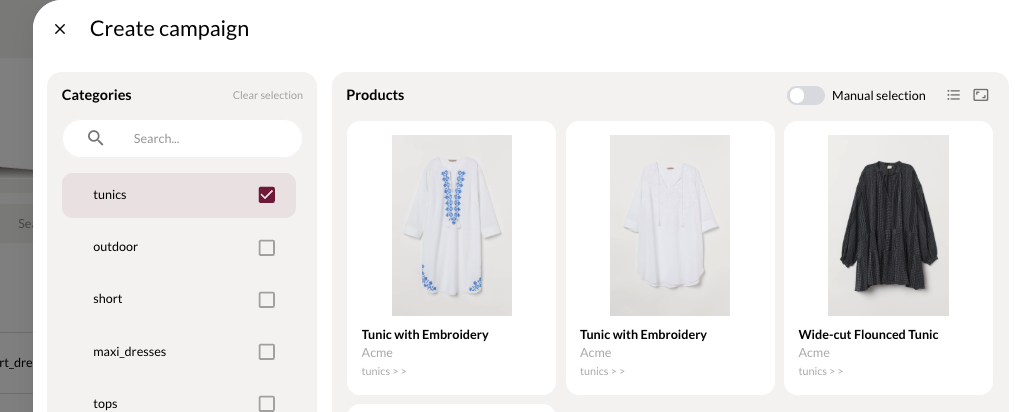 Create campaign
Categories
Clear selection
Search...
tunics
outdoor
short
maxi_dresses
tops
Products
Manual selection
Tunic with Embroidery
Acme
tunics > >
Tunic with Embroidery
Acme
tunics > >
Wide-cut Flounced Tunic
Acme
tunics > >
Sea
rt_dre